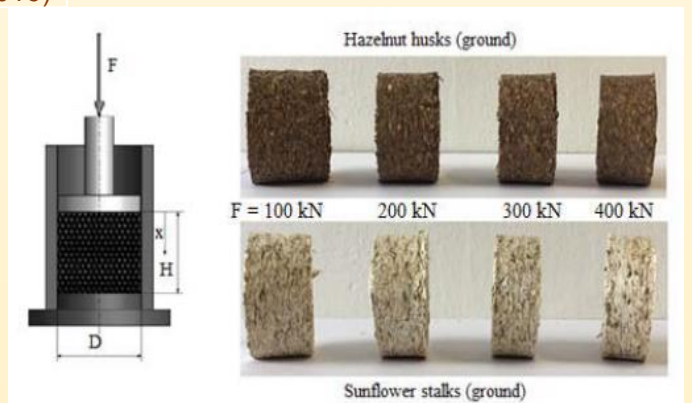 F
x
H
D
Hazelnut husks (ground)
F = 100 kN 200 kN 300 kN 400 kN
Sunflower stalks (ground)